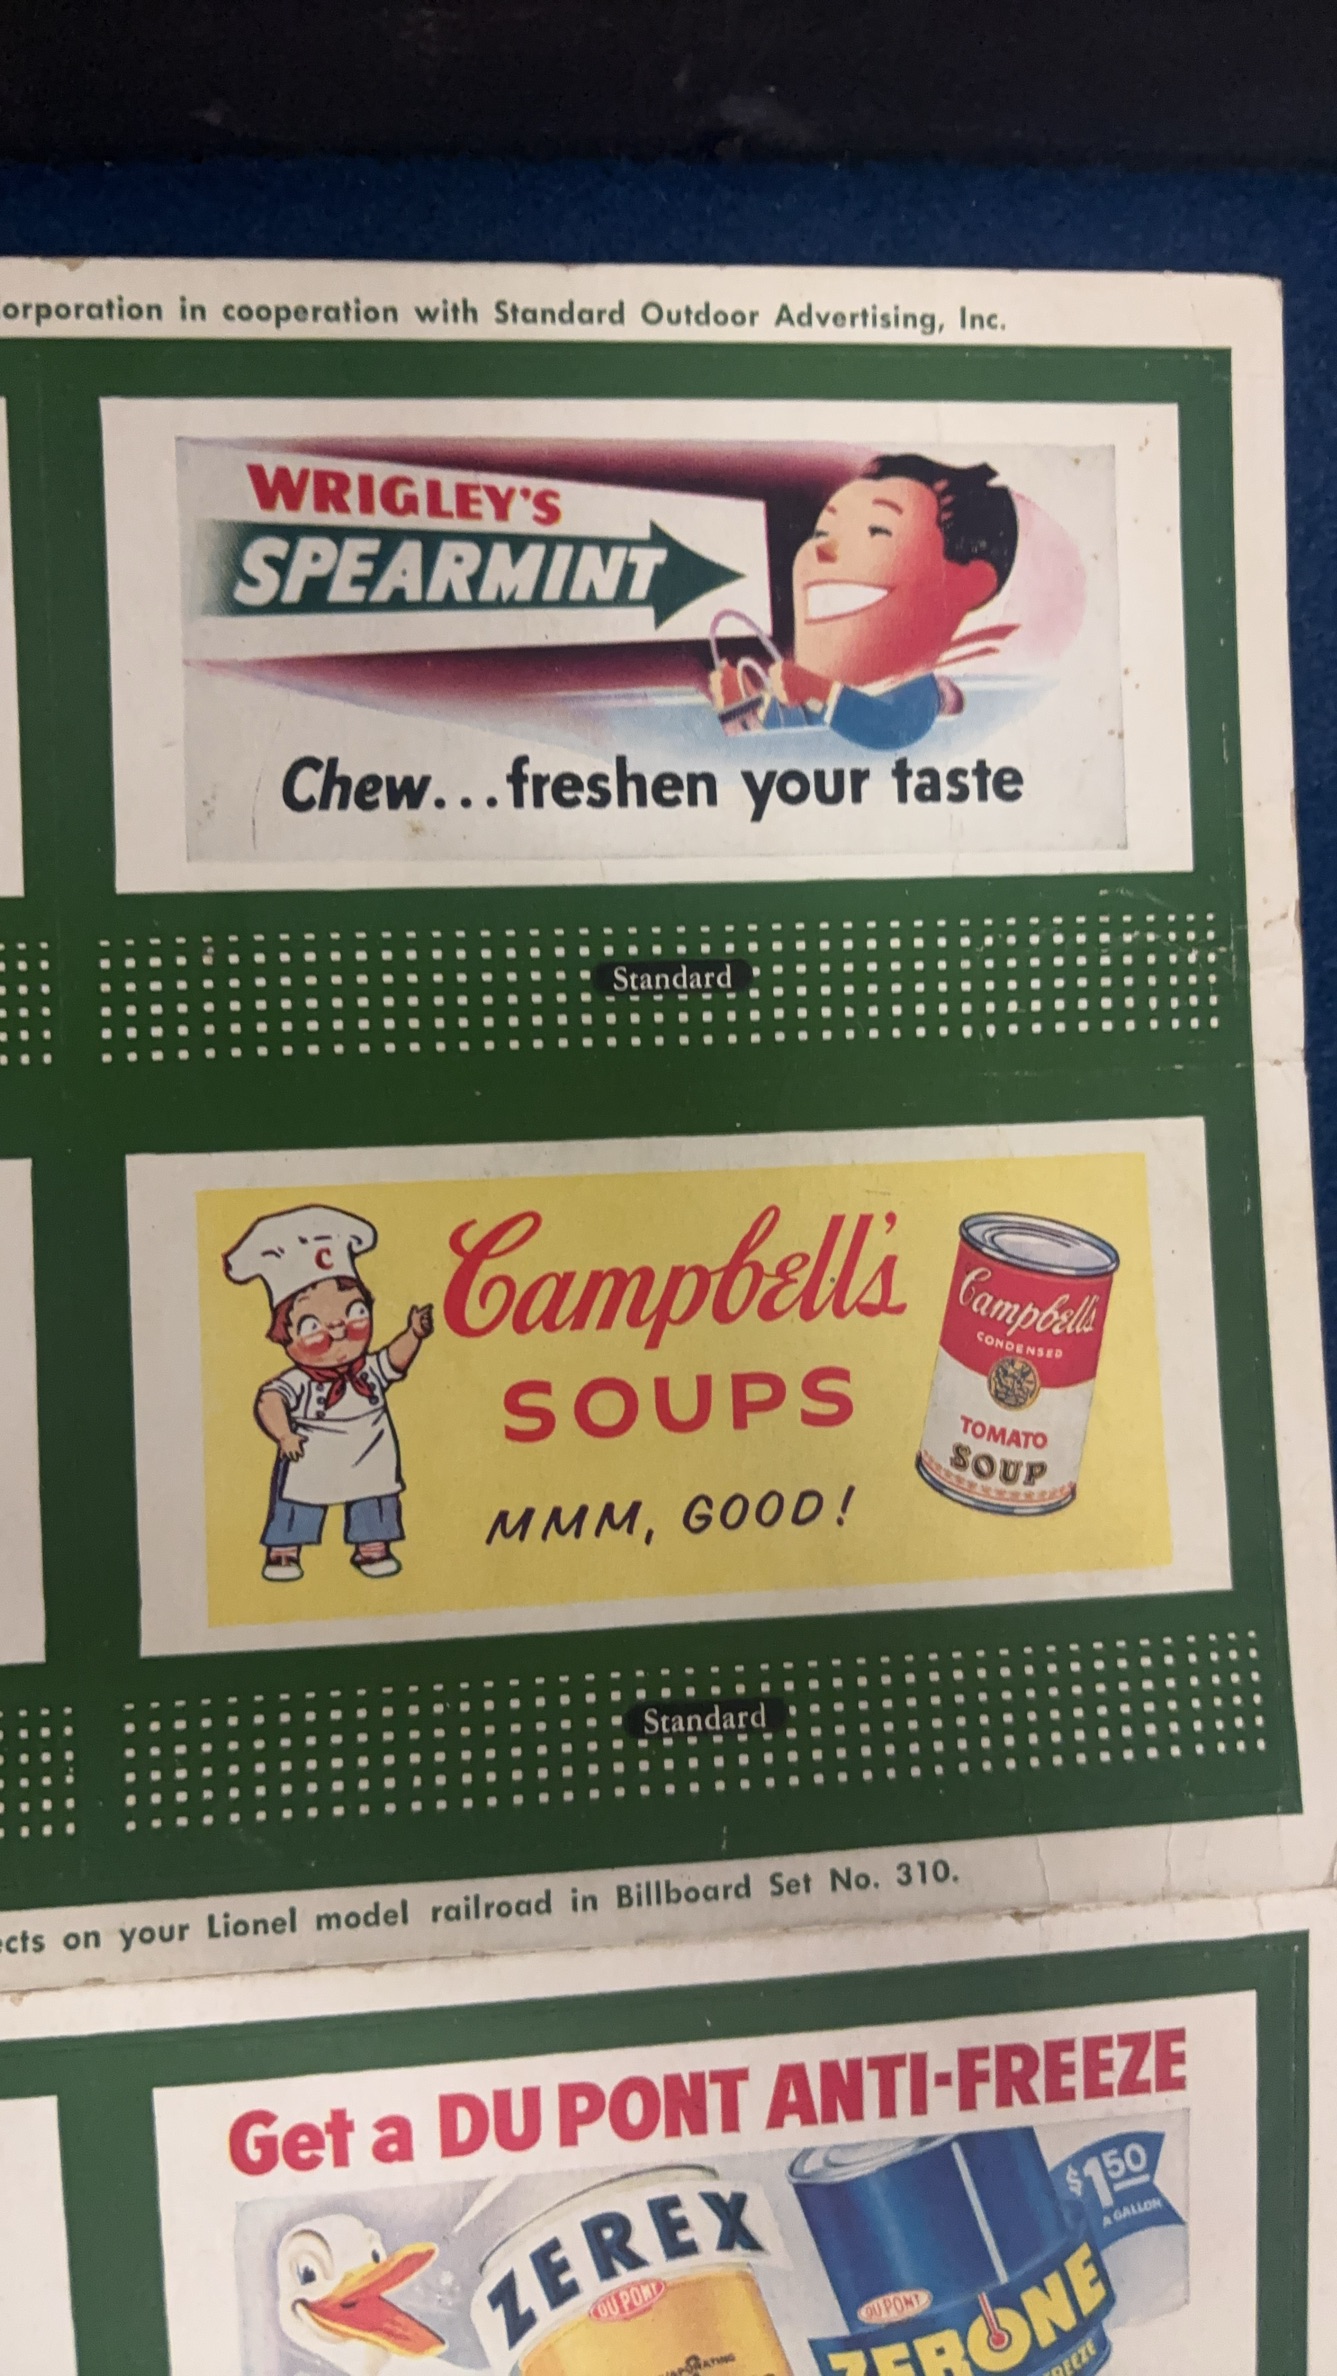 orporation in cooperation with Standard Outdoor Advertising, Inc.
WRIGLEY'S
SPEARMINT
Chew...freshen your taste
Standard
C
Campbell's
SOUPS
MMM, GOOD!
Campbell's
CONDENSED
TOMATO
SOUP
Standard
cts on your Lionel model railroad in Billboard Set No. 310.
Get a DU PONT ANTI-FREEZE
ZEREX
DU PONT
$1.50
A GALLON
DU PONT
ZERONE